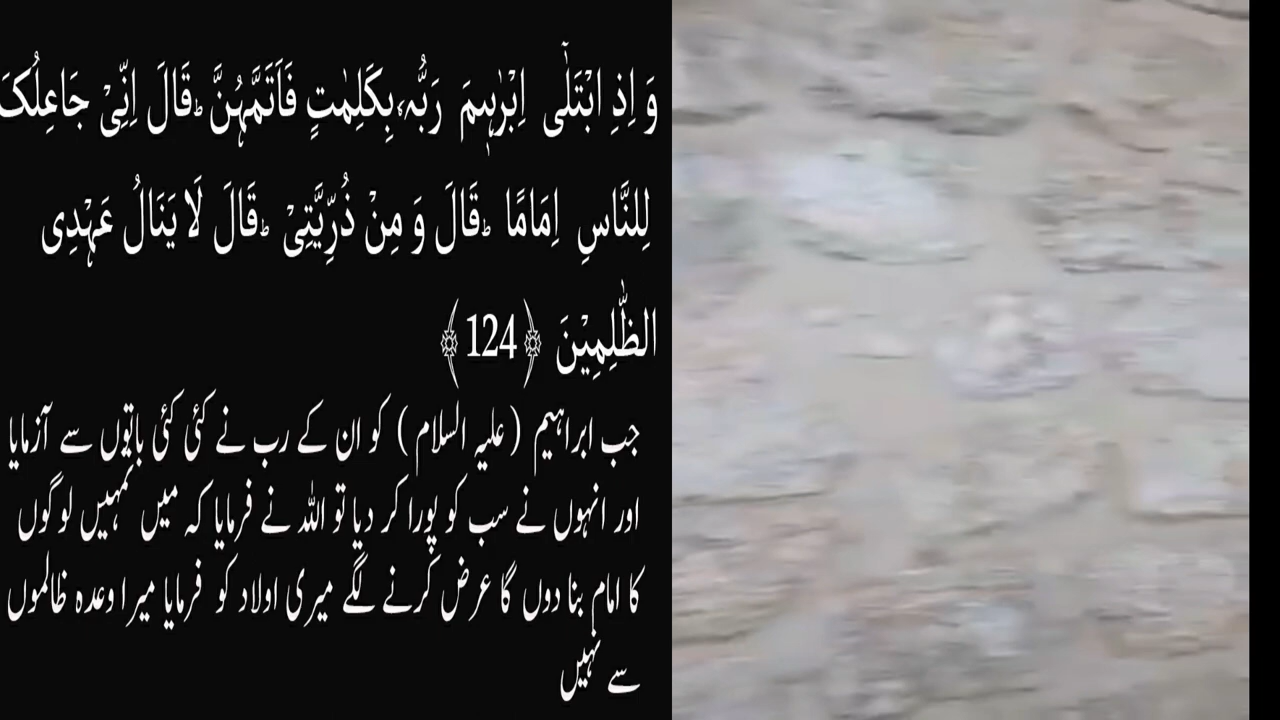 وَ اِذِ ابْتَلٰۤی اِبْرٰہٖمَ رَبُّہٗ بِکَلِمٰتٍ فَاَتَمَّہُنَّ ؕ قَالَ اِنِّیْ جَاعِلُکَ
لِلنَّاسِ اِمَامًا ؕ قَالَ وَ مِنْ ذُرِّیَّتِیْ ؕ قَالَ لَا یَنَالُ عَہْدِی
الظّٰلِمِیْنَ ﴿124﴾
جب ابراہیم ( علیہ السلام ) کو ان کے رب نے کئی کئی باتوں سے آزمایا
اور انہوں نے سب کو پورا کر دیا تو اللہ نے فرمایا کہ میں تمہیں لوگوں
کا امام بنا دوں گا عرض کرنے لگے میری اولاد کو فرمایا میرا وعدہ ظالموں
سے نہیں